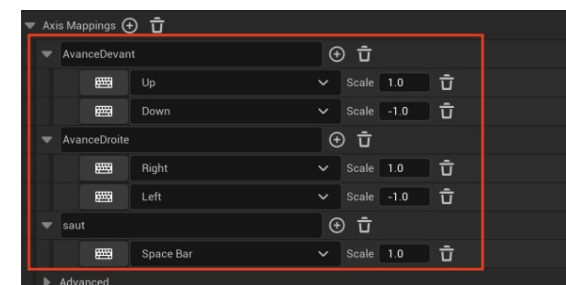 Axis Mappings
AvanceDevant
Up Scale 1.0
Down Scale -1.0
AvanceDroite
Right Scale 1.0
Left Scale -1.0
saut
Space Bar Scale 1.0
Advanced